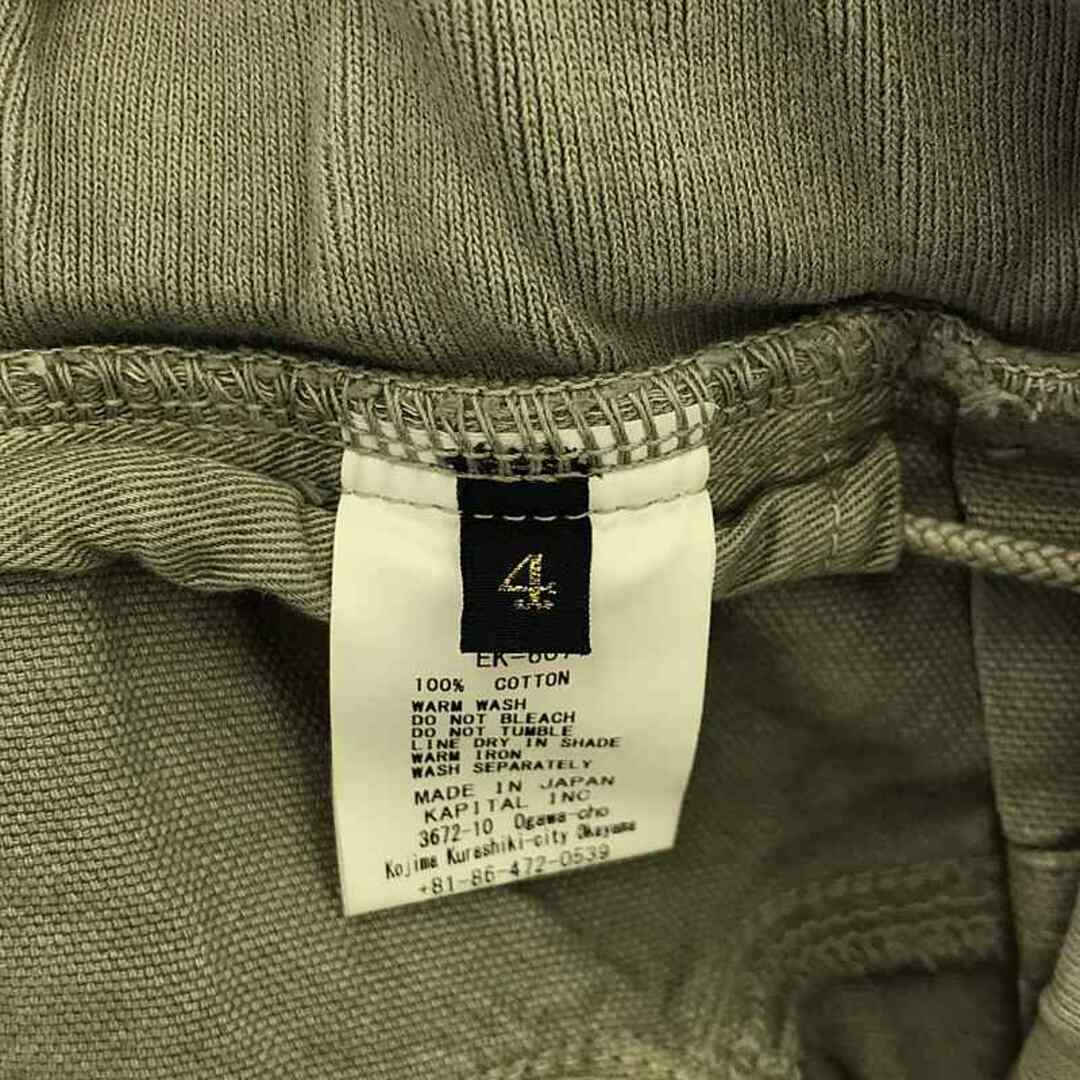 4
100% COTTON
WARM WASH
DO NOT BLEACH
DO NOT TUMBLE
LINE DRY IN SHADE
WARM IRON
WASH SEPARATELY
MADE IN JAPAN
KAPITAL INC
3672-10 Ogawa-cho
Kojima Kurashiki-city Okayama
+81-86-472-0539